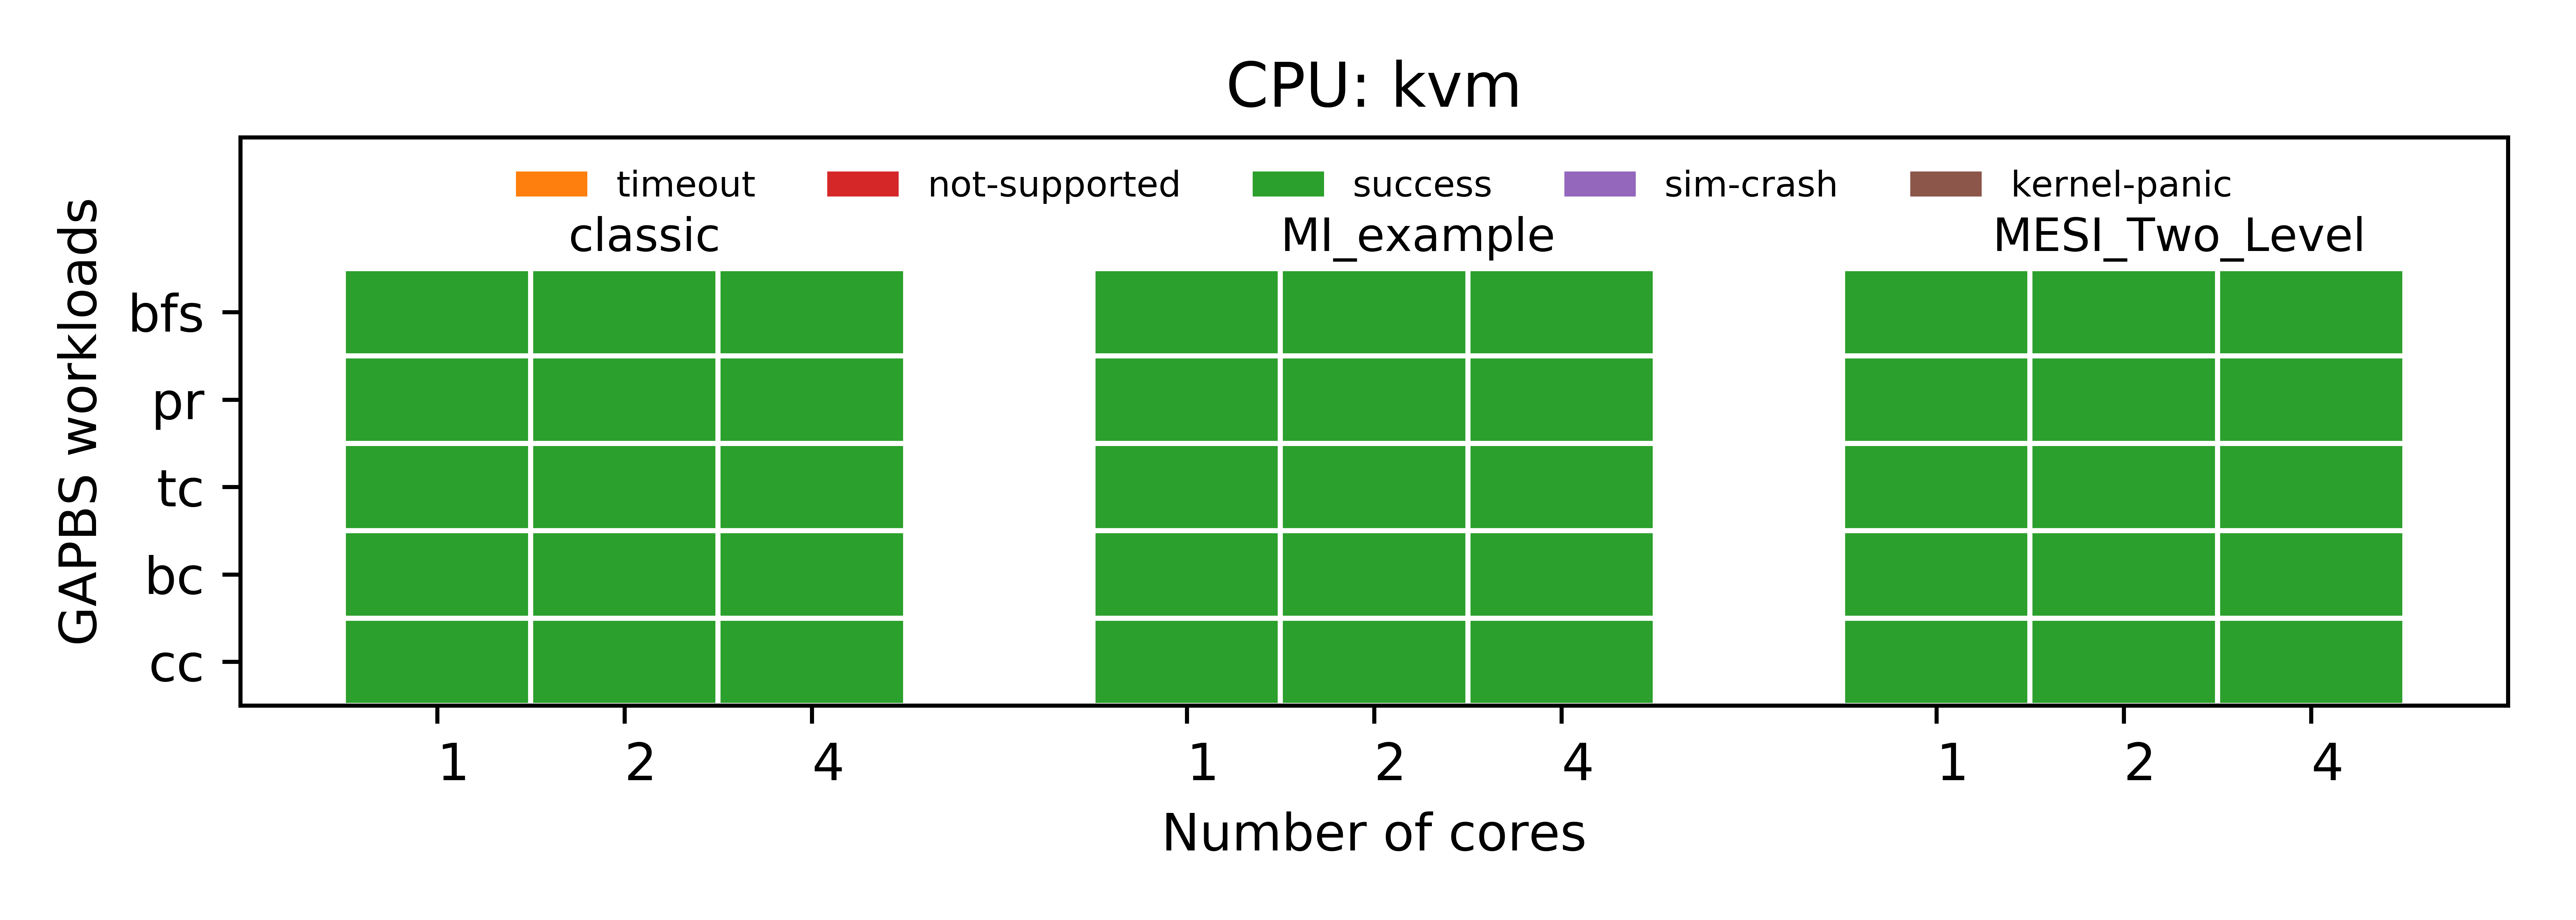 CPU: kvm
timeout not-supported success sim-crash kernel-panic
classic MI_example MESI_Two_Level
GAPBS workloads
bfs
pr
tc
bc
cc
1 2 4 1 2 4 1 2 4
Number of cores